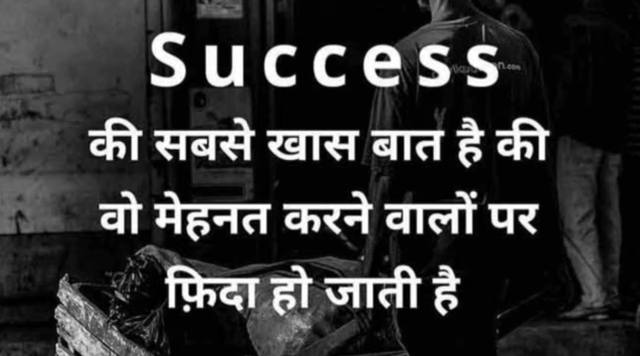 Success
की सबसे खास बात है की
वो मेहनत करने वालों पर
फ़िदा हो जाती है